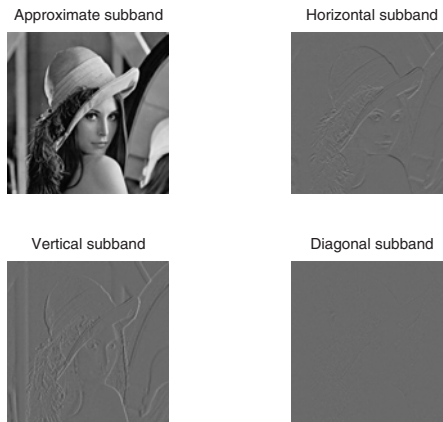 Approximate subband
Horizontal subband
Vertical subband
Diagonal subband